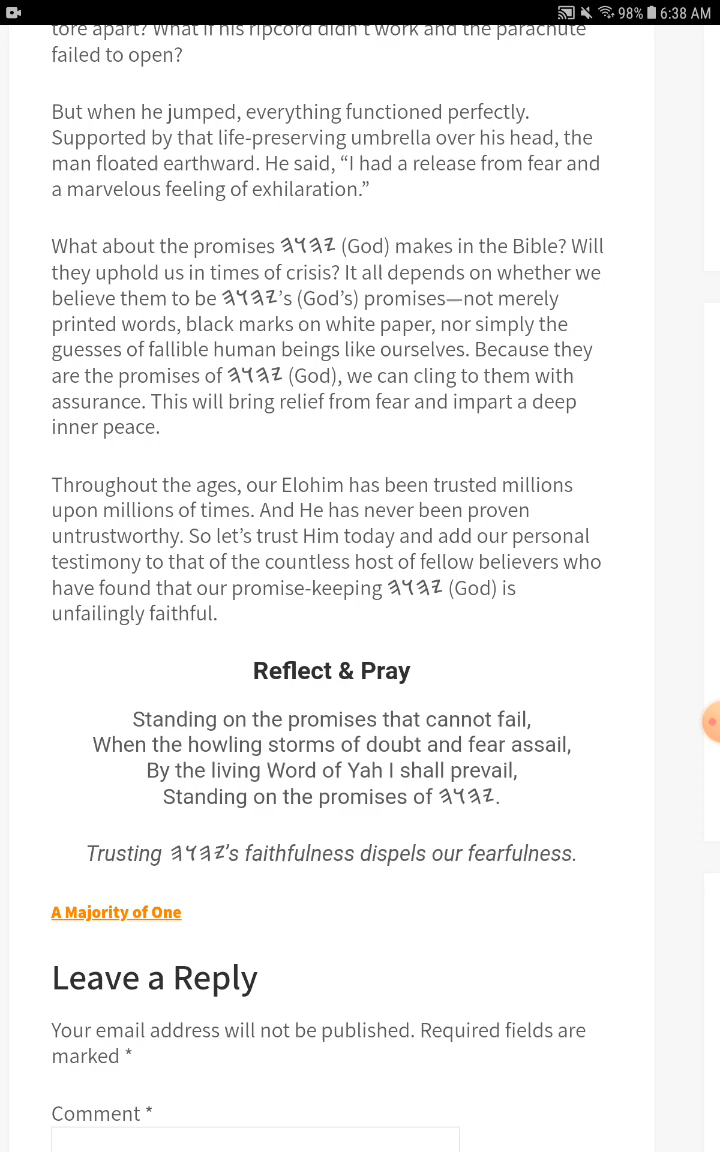 98% 6:38 AM
tore apart? What if his ripcord didn’t work and the parachute
failed to open?
But when he jumped, everything functioned perfectly.
Supported by that life-preserving umbrella over his head, the
man floated earthward. He said, “I had a release from fear and
a marvelous feeling of exhilaration.”
What about the promises 𐤉𐤄𐤅𐤄 (God) makes in the Bible? Will
they uphold us in times of crisis? It all depends on whether we
believe them to be 𐤉𐤄𐤅𐤄’s (God’s) promises—not merely
printed words, black marks on white paper, nor simply the
guesses of fallible human beings like ourselves. Because they
are the promises of 𐤉𐤄𐤅𐤄 (God), we can cling to them with
assurance. This will bring relief from fear and impart a deep
inner peace.
Throughout the ages, our Elohim has been trusted millions
upon millions of times. And He has never been proven
untrustworthy. So let’s trust Him today and add our personal
testimony to that of the countless host of fellow believers who
have found that our promise-keeping 𐤉𐤄𐤅𐤄 (God) is
unfailingly faithful.
Reflect & Pray
Standing on the promises that cannot fail,
When the howling storms of doubt and fear assail,
By the living Word of Yah I shall prevail,
Standing on the promises of 𐤉𐤄𐤅𐤄.
Trusting 𐤉𐤄𐤅𐤄’s faithfulness dispels our fearfulness.
A Majority of One
Leave a Reply
Your email address will not be published. Required fields are
marked *
Comment *